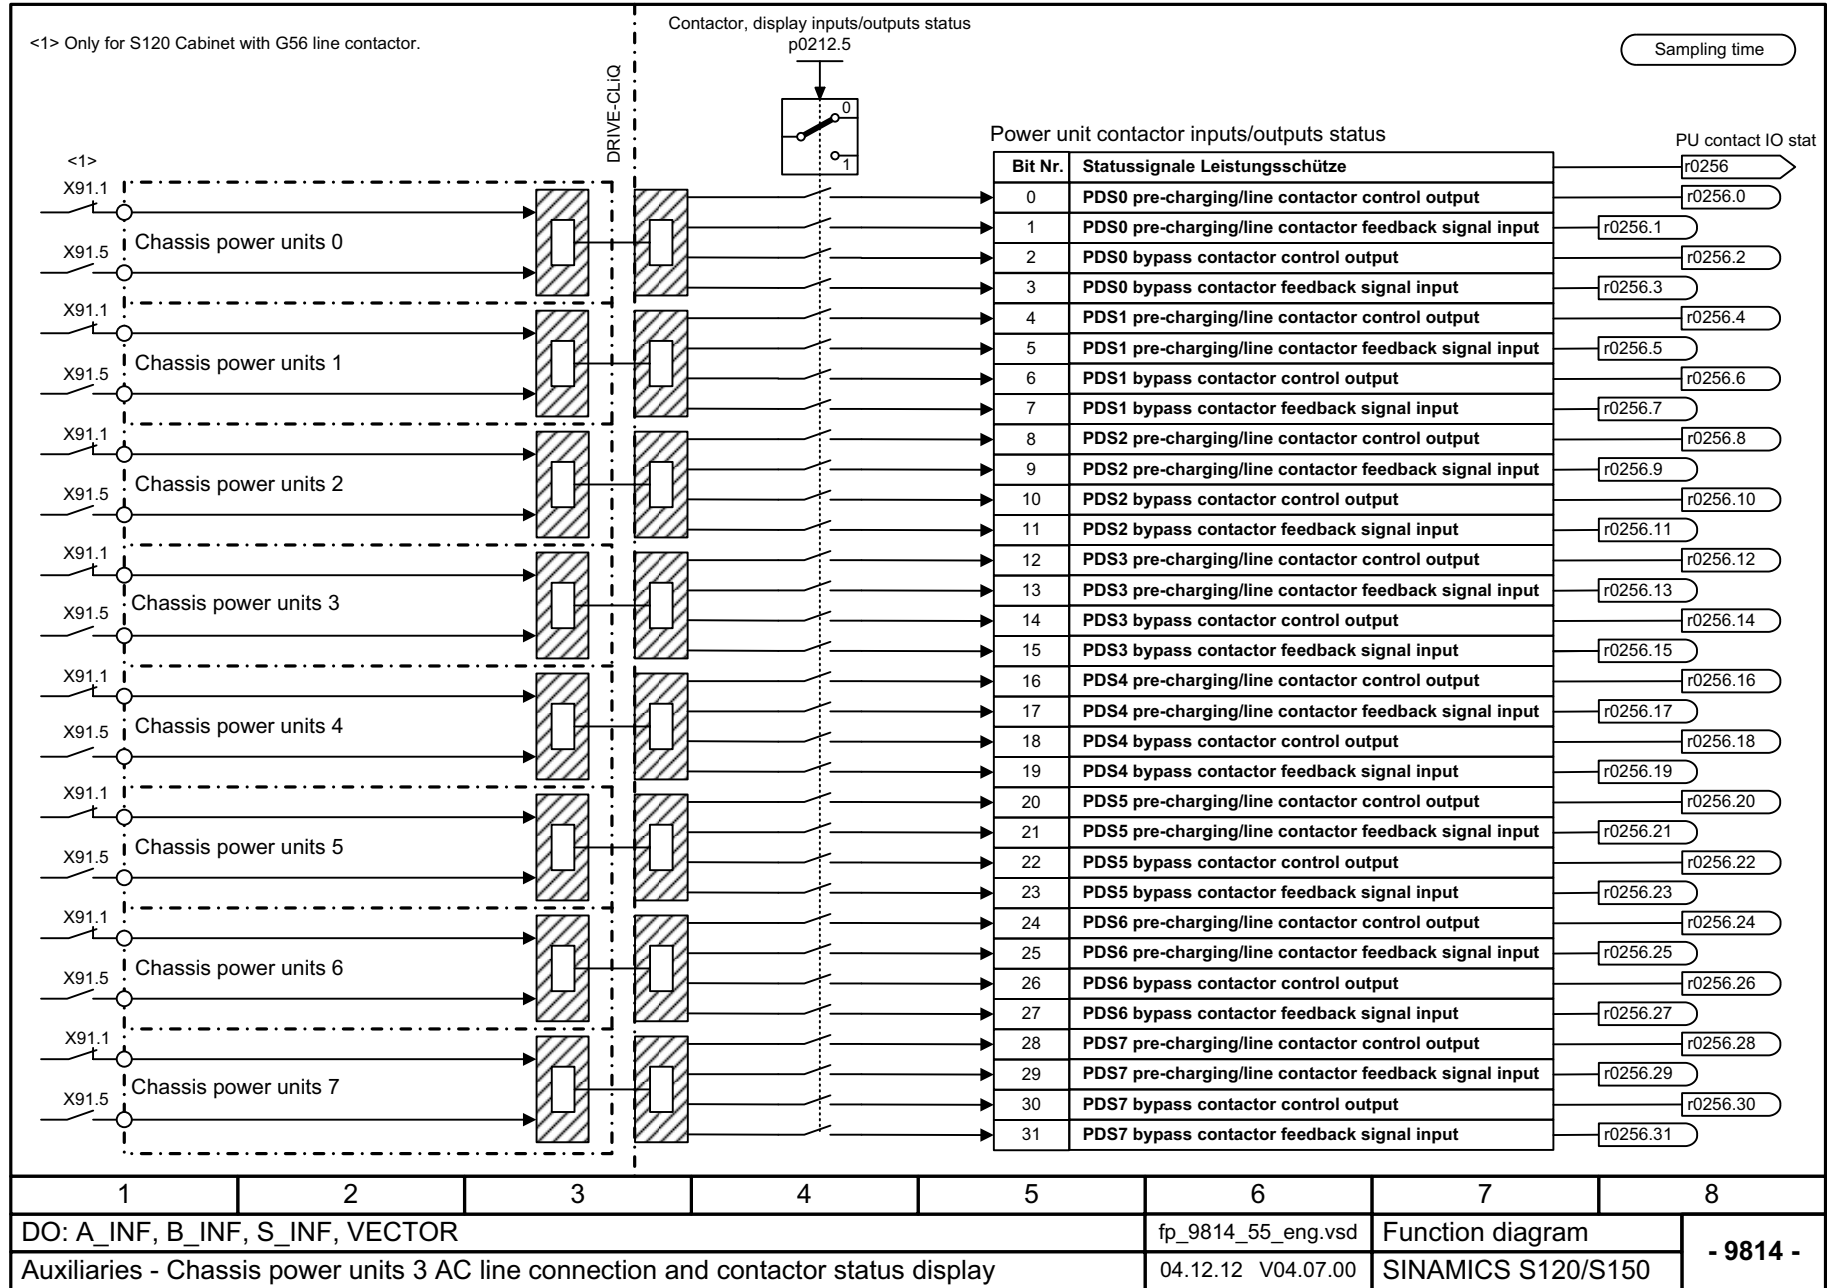 <1> Only for S120 Cabinet with G56 line contactor.
Contactor, display inputs/outputs status
p0212.5
Sampling time
DRIVE-CLiQ
0
1
Power unit contactor inputs/outputs status
PU contact IO stat
<1>
Bit Nr. Statussignale Leistungsschütze r0256
X91.1
0 PDS0 pre-charging/line contactor control output r0256.0
1 PDS0 pre-charging/line contactor feedback signal input r0256.1
Chassis power units 0
X91.5
2 PDS0 bypass contactor control output r0256.2
3 PDS0 bypass contactor feedback signal input r0256.3
X91.1
4 PDS1 pre-charging/line contactor control output r0256.4
5 PDS1 pre-charging/line contactor feedback signal input r0256.5
Chassis power units 1
X91.5
6 PDS1 bypass contactor control output r0256.6
7 PDS1 bypass contactor feedback signal input r0256.7
X91.1
8 PDS2 pre-charging/line contactor control output r0256.8
9 PDS2 pre-charging/line contactor feedback signal input r0256.9
Chassis power units 2
X91.5
10 PDS2 bypass contactor control output r0256.10
11 PDS2 bypass contactor feedback signal input r0256.11
X91.1
12 PDS3 pre-charging/line contactor control output r0256.12
13 PDS3 pre-charging/line contactor feedback signal input r0256.13
Chassis power units 3
X91.5
14 PDS3 bypass contactor control output r0256.14
15 PDS3 bypass contactor feedback signal input r0256.15
X91.1
16 PDS4 pre-charging/line contactor control output r0256.16
17 PDS4 pre-charging/line contactor feedback signal input r0256.17
Chassis power units 4
X91.5
18 PDS4 bypass contactor control output r0256.18
19 PDS4 bypass contactor feedback signal input r0256.19
X91.1
20 PDS5 pre-charging/line contactor control output r0256.20
21 PDS5 pre-charging/line contactor feedback signal input r0256.21
Chassis power units 5
X91.5
22 PDS5 bypass contactor control output r0256.22
23 PDS5 bypass contactor feedback signal input r0256.23
X91.1
24 PDS6 pre-charging/line contactor control output r0256.24
25 PDS6 pre-charging/line contactor feedback signal input r0256.25
Chassis power units 6
X91.5
26 PDS6 bypass contactor control output r0256.26
27 PDS6 bypass contactor feedback signal input r0256.27
X91.1
28 PDS7 pre-charging/line contactor control output r0256.28
29 PDS7 pre-charging/line contactor feedback signal input r0256.29
Chassis power units 7
X91.5
30 PDS7 bypass contactor control output r0256.30
31 PDS7 bypass contactor feedback signal input r0256.31
1 2 3 4 5 6 7 8
DO: A_INF, B_INF, S_INF, VECTOR fp_9814_55_eng.vsd Function diagram
- 9814 -
Auxiliaries - Chassis power units 3 AC line connection and contactor status display 04.12.12 V04.07.00 SINAMICS S120/S150